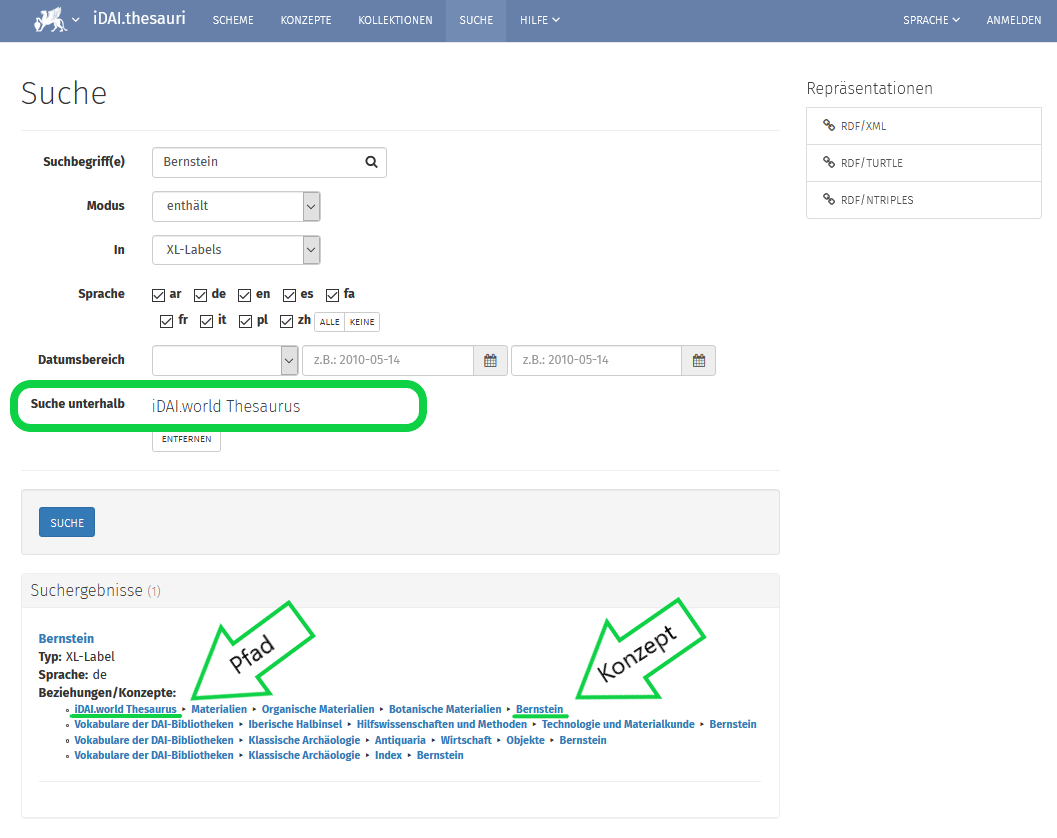 iDAI.thesauri SCHEME KONZEPTE KOLLEKTIONEN SUCHE HILFE SPRACHE ANMELDEN
Suche
Suchbegriff(e) Bernstein
Modus enthält
In XL-Labels
Sprache ar de en es fa
fr it pl zh ALLE KEINE
Datumsbereich z.B.: 2010-05-14 z.B.: 2010-05-14
Suche unterhalb iDAI.world Thesaurus
ENTFERNEN
SUCHE
Repräsentationen
RDF/XML
RDF/TURTLE
RDF/NTRIPLES
Suchergebnisse (1)
Pfad
Konzept
Bernstein
Typ: XL-Label
Sprache: de
Beziehungen/Konzepte:
iDAI.world Thesaurus ‣ Materialien ‣ Organische Materialien ‣ Botanische Materialien ‣ Bernstein
Vokabulare der DAI-Bibliotheken ‣ Iberische Halbinsel ‣ Hilfswissenschaften und Methoden ‣ Technologie und Materialkunde ‣ Bernstein
Vokabulare der DAI-Bibliotheken ‣ Klassische Archäologie ‣ Antiquaria ‣ Wirtschaft ‣ Objekte ‣ Bernstein
Vokabulare der DAI-Bibliotheken ‣ Klassische Archäologie ‣ Index ‣ Bernstein